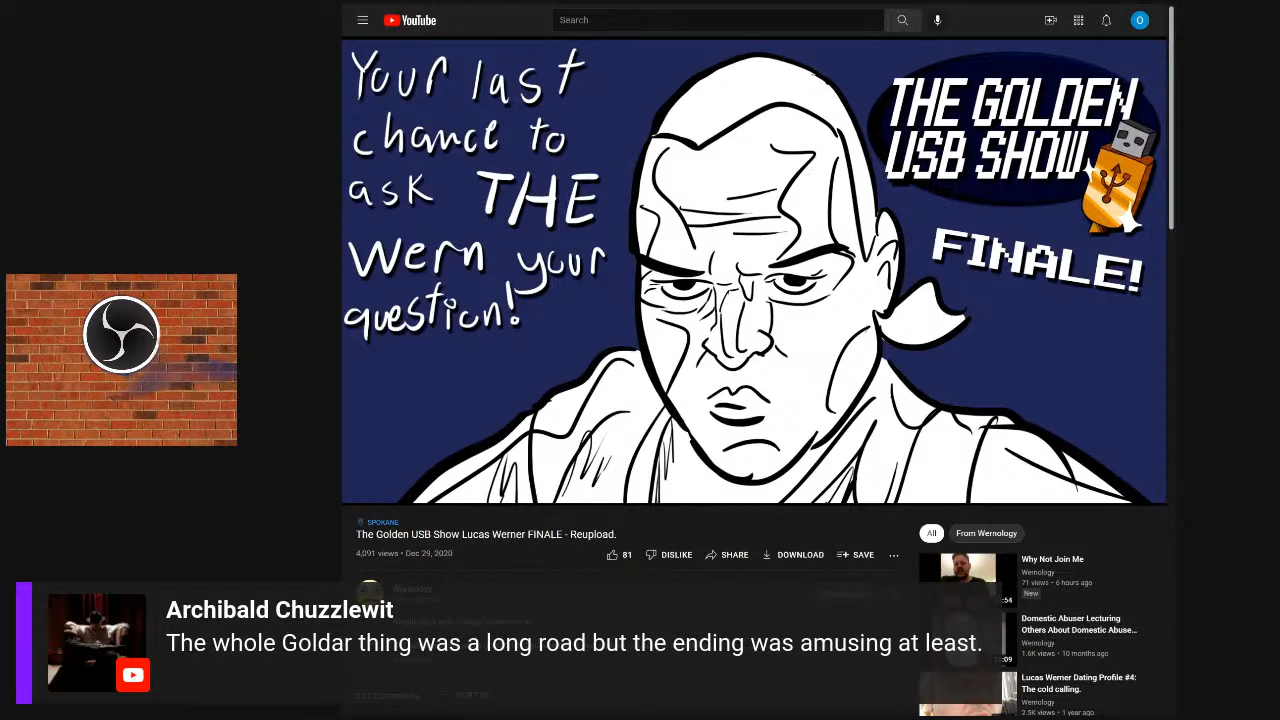 YouTube
Search
O
Your last
chance to
ask THE
Wern your
question!
THE GOLDEN
USB SHOW
FINALE!
SPOKANE
The Golden USB Show Lucas Werner FINALE - Reupload.
4,091 views • Dec 29, 2020
81
DISLIKE
SHARE
DOWNLOAD
SAVE
...
All
From Wernology
Why Not Join Me
Wernology
71 views • 6 hours ago
New
:54
Domestic Abuser Lecturing
Others About Domestic Abuse...
Wernology
1.6K views • 10 months ago
:09
Lucas Werner Dating Profile #4:
The cold calling.
Wernology
2.5K views • 1 year ago
Wernology
Archibald Chuzzlewit
The whole Goldar thing was a long road but the ending was amusing at least.